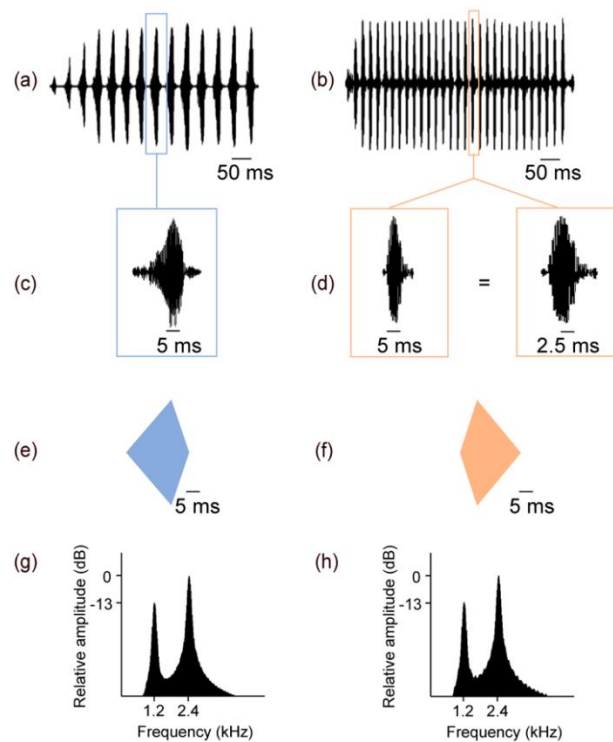 (a)
(b)
50 ms
50 ms
(c)
(d)
=
5 ms
5 ms
2.5 ms
(e)
(f)
5 ms
5 ms
(g)
(h)
Relative amplitude (dB)
0
-13
1.2
2.4
Frequency (kHz)
Relative amplitude (dB)
0
-13
1.2
2.4
Frequency (kHz)